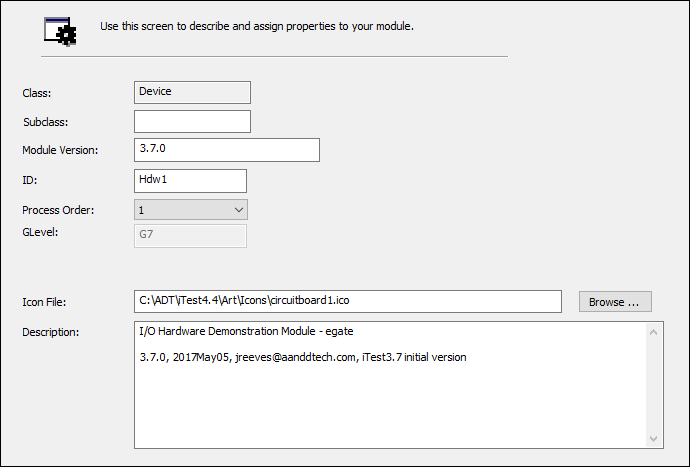 Use this screen to describe and assign properties to your module.
Class: Device
Subclass:
Module Version: 3.7.0
ID: Hdw1
Process Order: 1
GLevel: G7
Icon File: C:\ADT\iTest4.4\Art\Icons\circuitboard1.ico Browse ...
Description: I/O Hardware Demonstration Module - egate
3.7.0, 2017May05, jreeves@aanddtech.com, iTest3.7 initial version